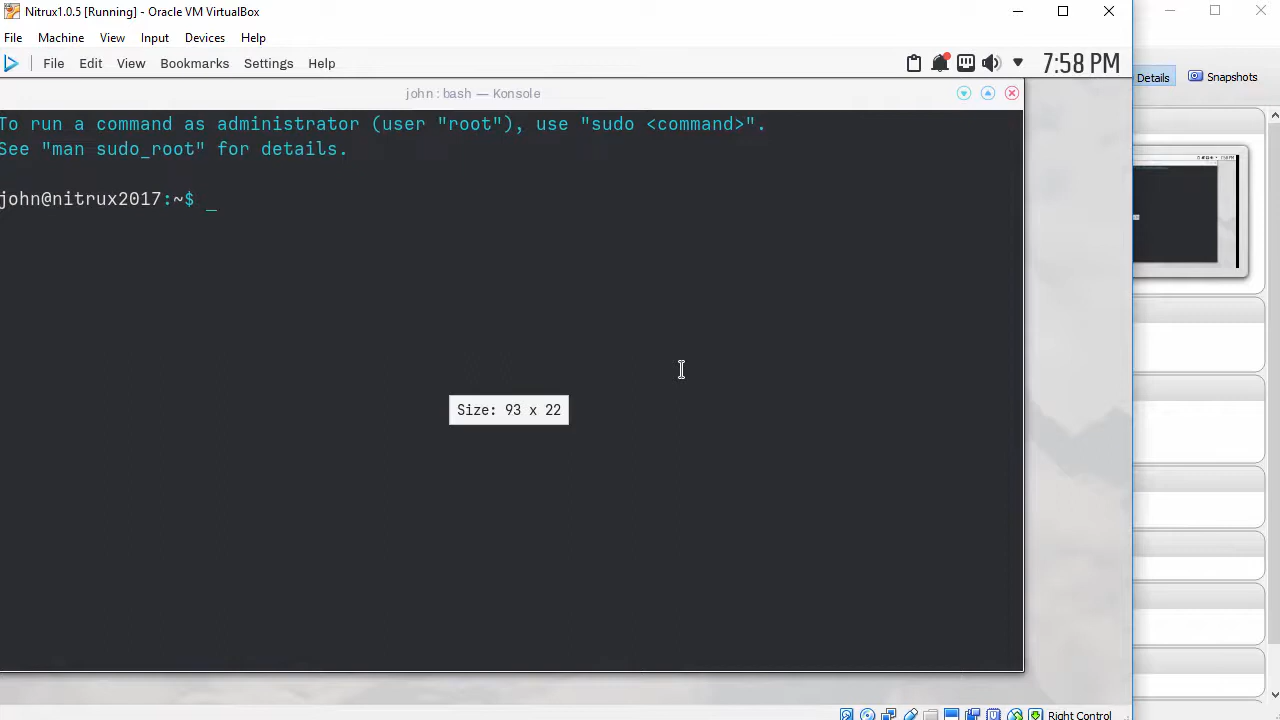 Nitrux1.0.5 [Running] - Oracle VM VirtualBox
File Machine View Input Devices Help
File Edit View Bookmarks Settings Help 7:58 PM
Details Snapshots
john : bash — Konsole
To run a command as administrator (user "root"), use "sudo <command>".
See "man sudo_root" for details.
john@nitrux2017:~$ _
Size: 93 x 22
Right Control